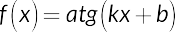 f(x) = atg(kx + b)